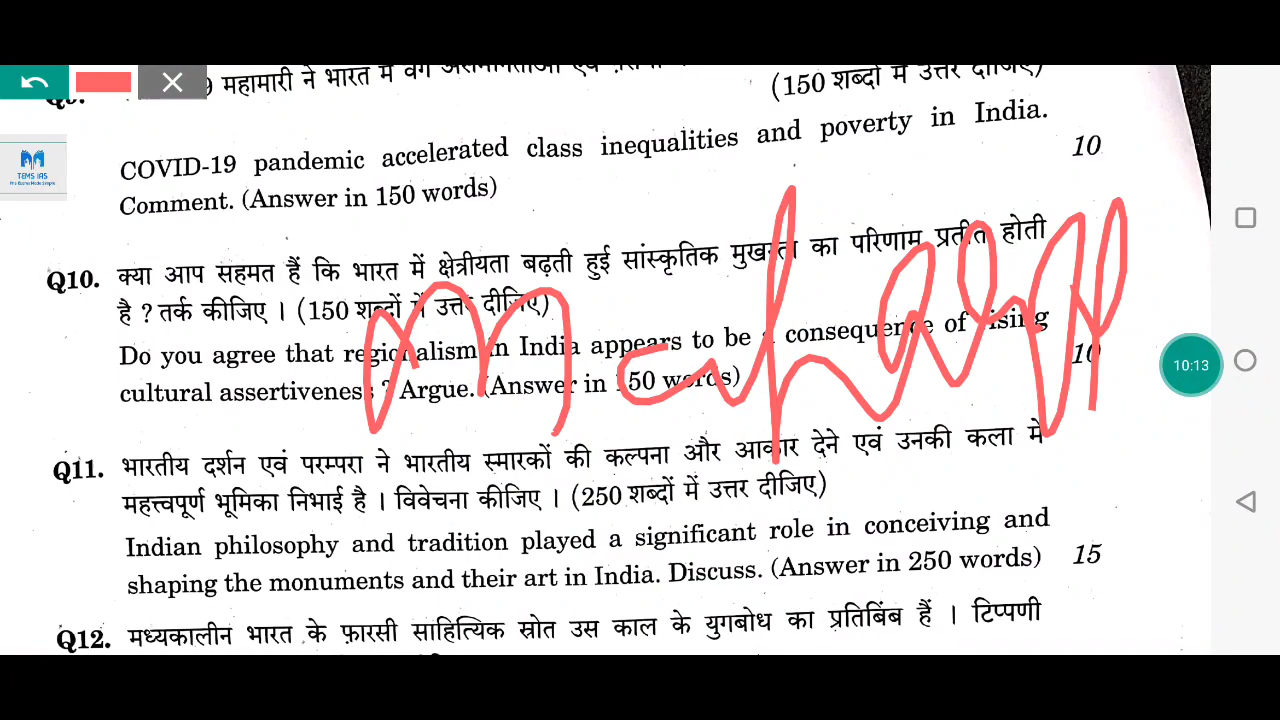 9 महामारी ने भारत में वर्ग असमानताओं एवं
(150 शब्दों में उत्तर दीजिए)
Q9.
COVID-19 pandemic accelerated class inequalities and poverty in India.
Comment. (Answer in 150 words) 10
TEMS IAS
Q10. क्या आप सहमत हैं कि भारत में क्षेत्रीयता बढ़ती हुई सांस्कृतिक मुखरता का परिणाम प्रतीत होती
है ? तर्क कीजिए । (150 शब्दों में उत्तर दीजिए)
Do you agree that regionalism in India appears to be a consequence of rising
cultural assertiveness ? Argue. (Answer in 150 words) 10
10:13
Q11. भारतीय दर्शन एवं परम्परा ने भारतीय स्मारकों की कल्पना और आकार देने एवं उनकी कला में
महत्त्वपूर्ण भूमिका निभाई है । विवेचना कीजिए । (250 शब्दों में उत्तर दीजिए)
Indian philosophy and tradition played a significant role in conceiving and
shaping the monuments and their art in India. Discuss. (Answer in 250 words) 15
Q12. मध्यकालीन भारत के फ़ारसी साहित्यिक स्रोत उस काल के युगबोध का प्रतिबिंब हैं । टिप्पणी